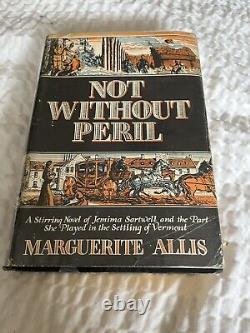 NOT
WITHOUT
PERIL
A Stirring Novel of Jemima Sartwell and the Part
She Played in the Settling of Vermont
MARGUERITE ALLIS